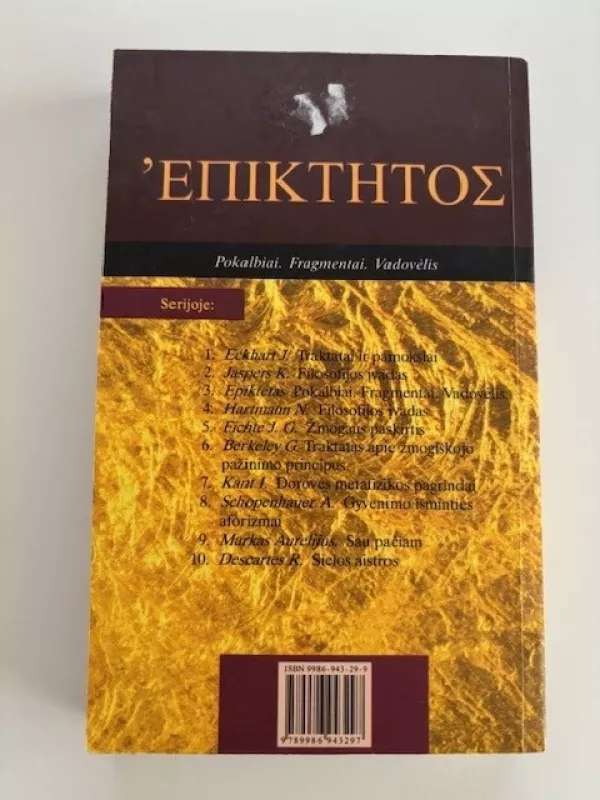 ʼΕΠΙΚΤΗΤΟΣ
Pokalbiai. Fragmentai. Vadovėlis
Serijoje:
1. Eckhart J. Traktatai ir pamokslai
2. Jaspers K. Filosofijos įvadas
3. Epiktetas. Pokalbiai. Fragmentai. Vadovėlis.
4. Hartmann N. Filosofijos įvadas
5. Fichte J. G. Žmogaus paskirtis
6. Berkeley G. Traktatas apie žmogiškojo
pažinimo principus
7. Kant I. Dorovės metafizikos pagrindai
8. Schopenhauer A. Gyvenimo išminties
aforizmai
9. Markas Aurelijus. Sau pačiam
10. Descartes R. Sielos aistros
ISBN 9986-943-29-9
9789986943297